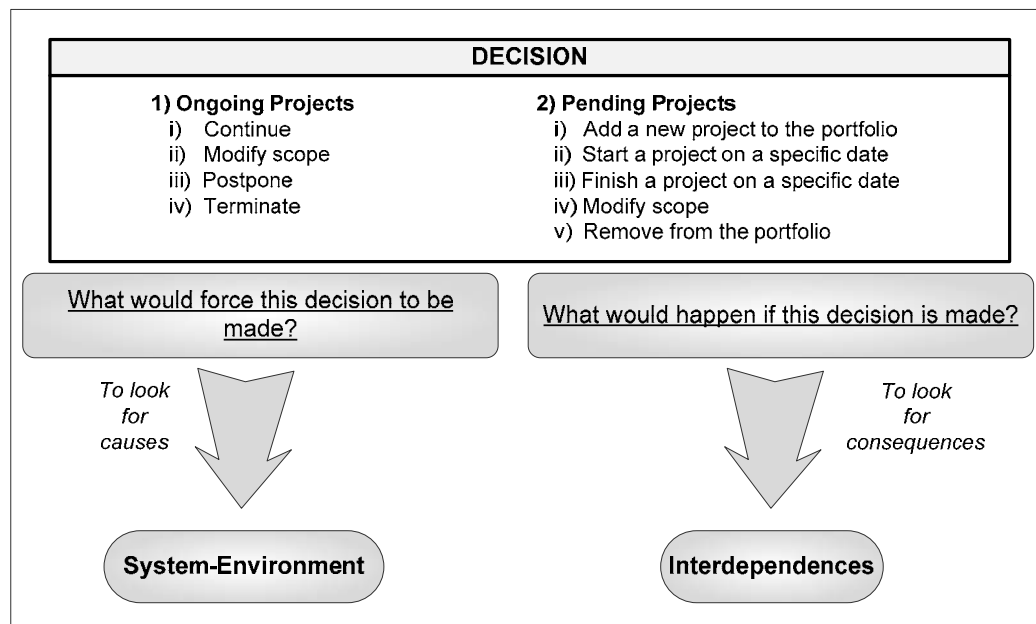 DECISION
1) Ongoing Projects
i) Continue
ii) Modify scope
iii) Postpone
iv) Terminate
2) Pending Projects
i) Add a new project to the portfolio
ii) Start a project on a specific date
iii) Finish a project on a specific date
iv) Modify scope
v) Remove from the portfolio
What would force this decision to be
made?
What would happen if this decision is made?
To look
for
causes
To look
for
consequences
System-Environment
Interdependences